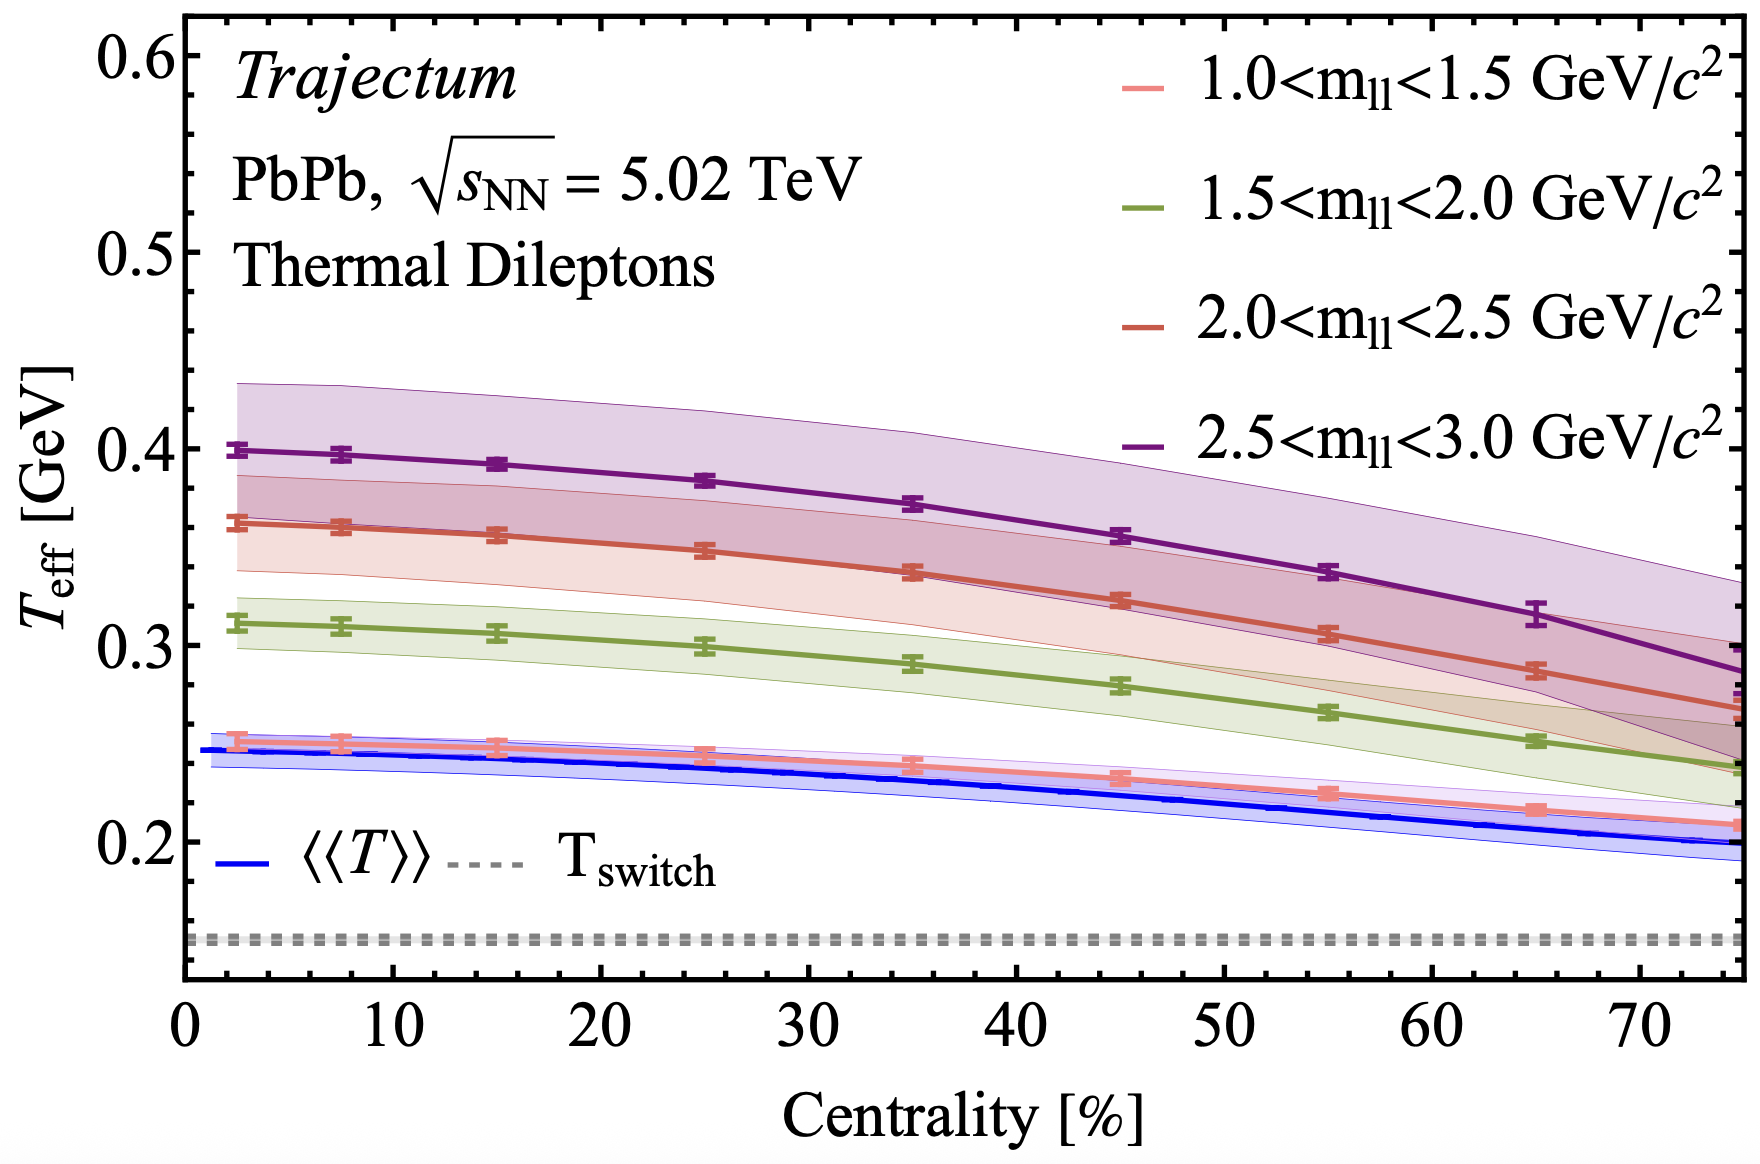 Trajectum
PbPb, √sNN = 5.02 TeV
Thermal Dileptons
1.0<mll<1.5 GeV/c²
1.5<mll<2.0 GeV/c²
2.0<mll<2.5 GeV/c²
2.5<mll<3.0 GeV/c²
Teff [GeV]
0.6
0.5
0.4
0.3
0.2
⟨⟨T⟩⟩ Tswitch
0 10 20 30 40 50 60 70
Centrality [%]